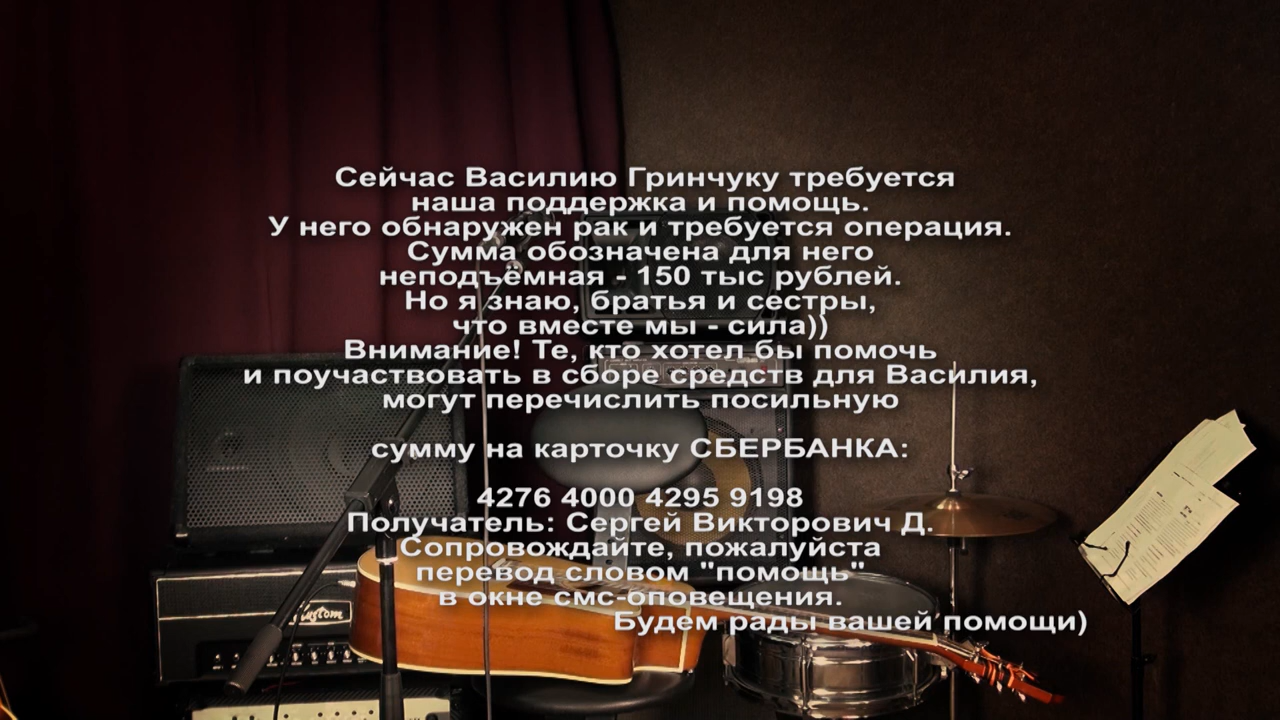 Сейчас Василию Гринчуку требуется
наша поддержка и помощь.
У него обнаружен рак и требуется операция.
Сумма обозначена для него
неподъёмная - 150 тыс рублей.
Но я знаю, братья и сестры,
что вместе мы - сила))
Внимание! Те, кто хотел бы помочь
и поучаствовать в сборе средств для Василия,
могут перечислить посильную
сумму на карточку СБЕРБАНКА:
4276 4000 4295 9198
Получатель: Сергей Викторович Д.
Сопровождайте, пожалуйста
перевод словом "помощь"
в окне смс-оповещения.
Будем рады вашей помощи)
Kustom